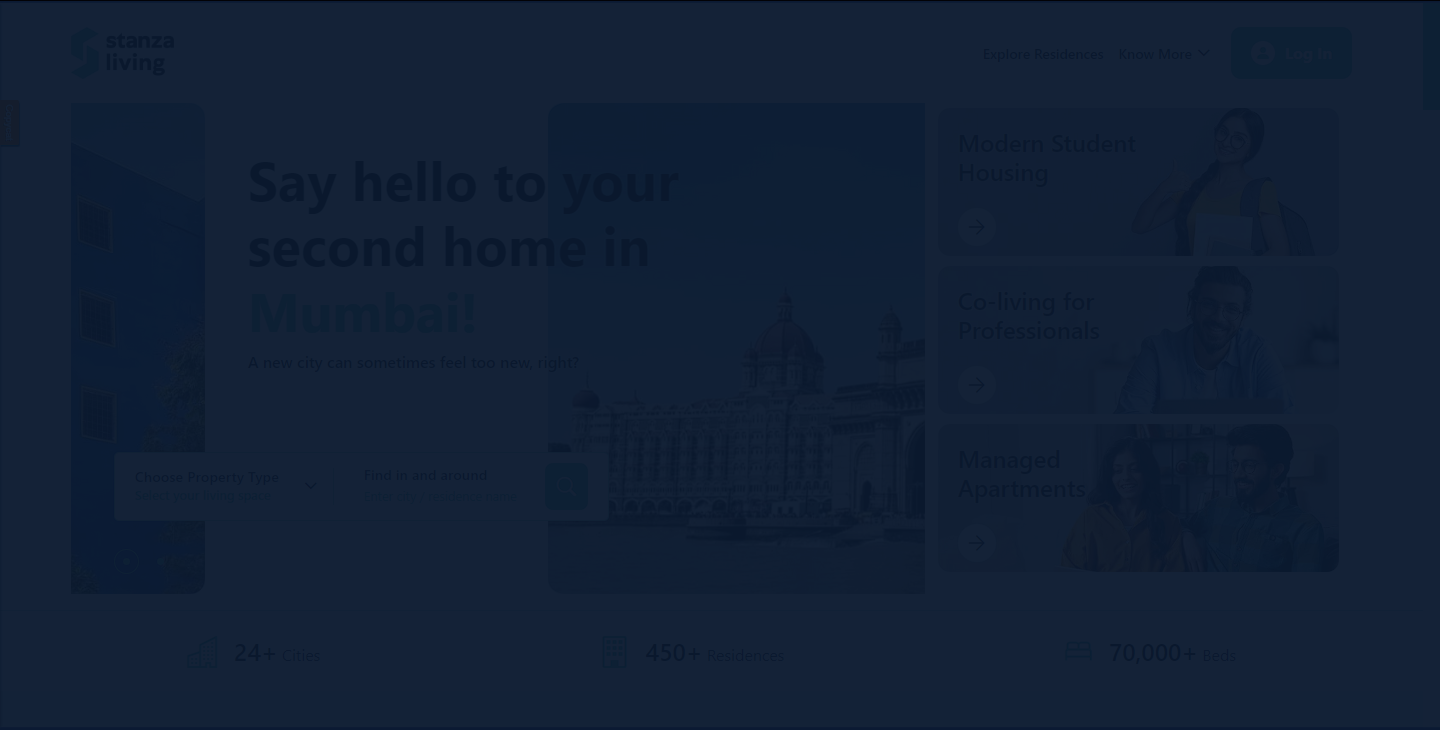 stanza
living
Explore Residences Know More Log In
Say hello to your
second home in
Mumbai!
A new city can sometimes feel too new, right?
Choose Property Type
Find in and around
Modern Student
Housing
Co-living for
Professionals
Managed
Apartments
24+ Cities
450+ Residences
70,000+ Beds